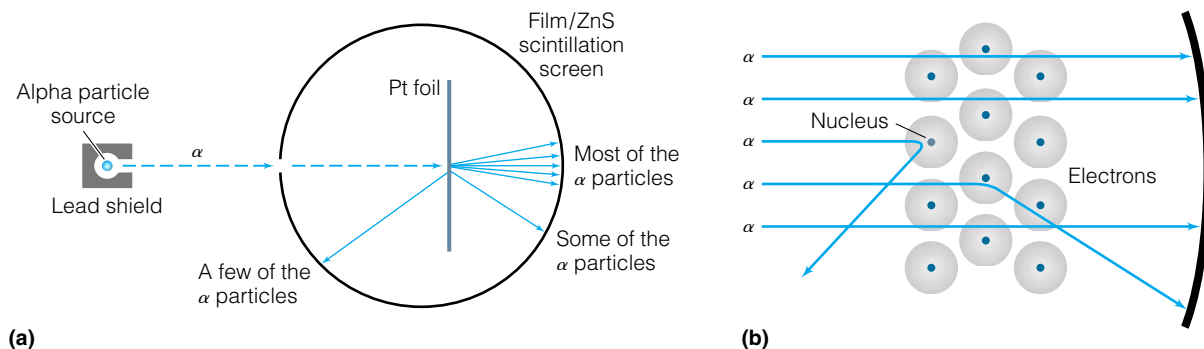 Film/ZnS
scintillation
screen
Pt foil
Alpha particle
source
α
Lead shield
Most of the
α particles
Some of the
α particles
A few of the
α particles
(a)
α
α
Nucleus
α
α
Electrons
α
(b)